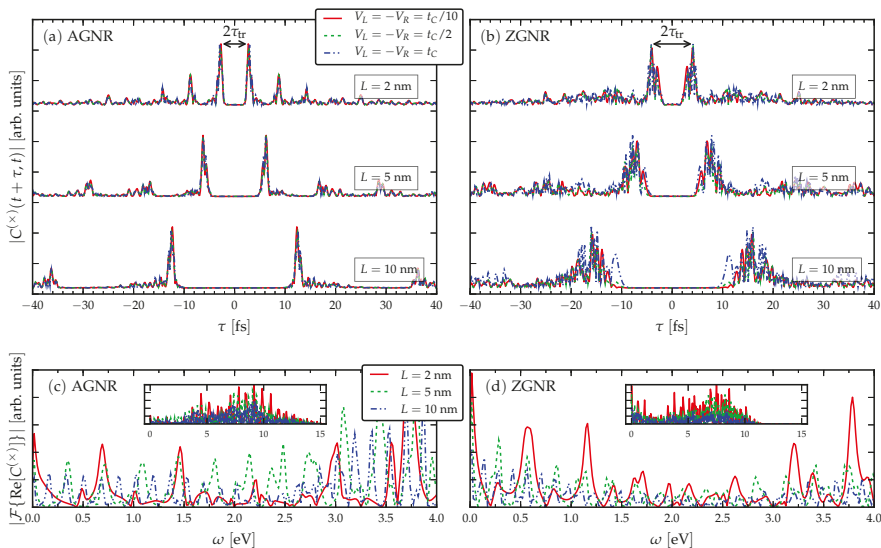 (a) AGNR
2τ_tr
V_L = −V_R = t_C/10
V_L = −V_R = t_C/2
V_L = −V_R = t_C
(b) ZGNR
2τ_tr
L = 2 nm
L = 5 nm
L = 10 nm
L = 2 nm
L = 5 nm
L = 10 nm
|C^(×)(t + τ, t)| [arb. units]
−40 −30 −20 −10 0 10 20 30 40
−40 −30 −20 −10 0 10 20 30 40
τ [fs]
τ [fs]
(c) AGNR
L = 2 nm
L = 5 nm
L = 10 nm
(d) ZGNR
0 5 10 15
0 5 10 15
|F{Re[C^(×)]}| [arb. units]
0.0 0.5 1.0 1.5 2.0 2.5 3.0 3.5 4.0
0.0 0.5 1.0 1.5 2.0 2.5 3.0 3.5 4.0
ω [eV]
ω [eV]